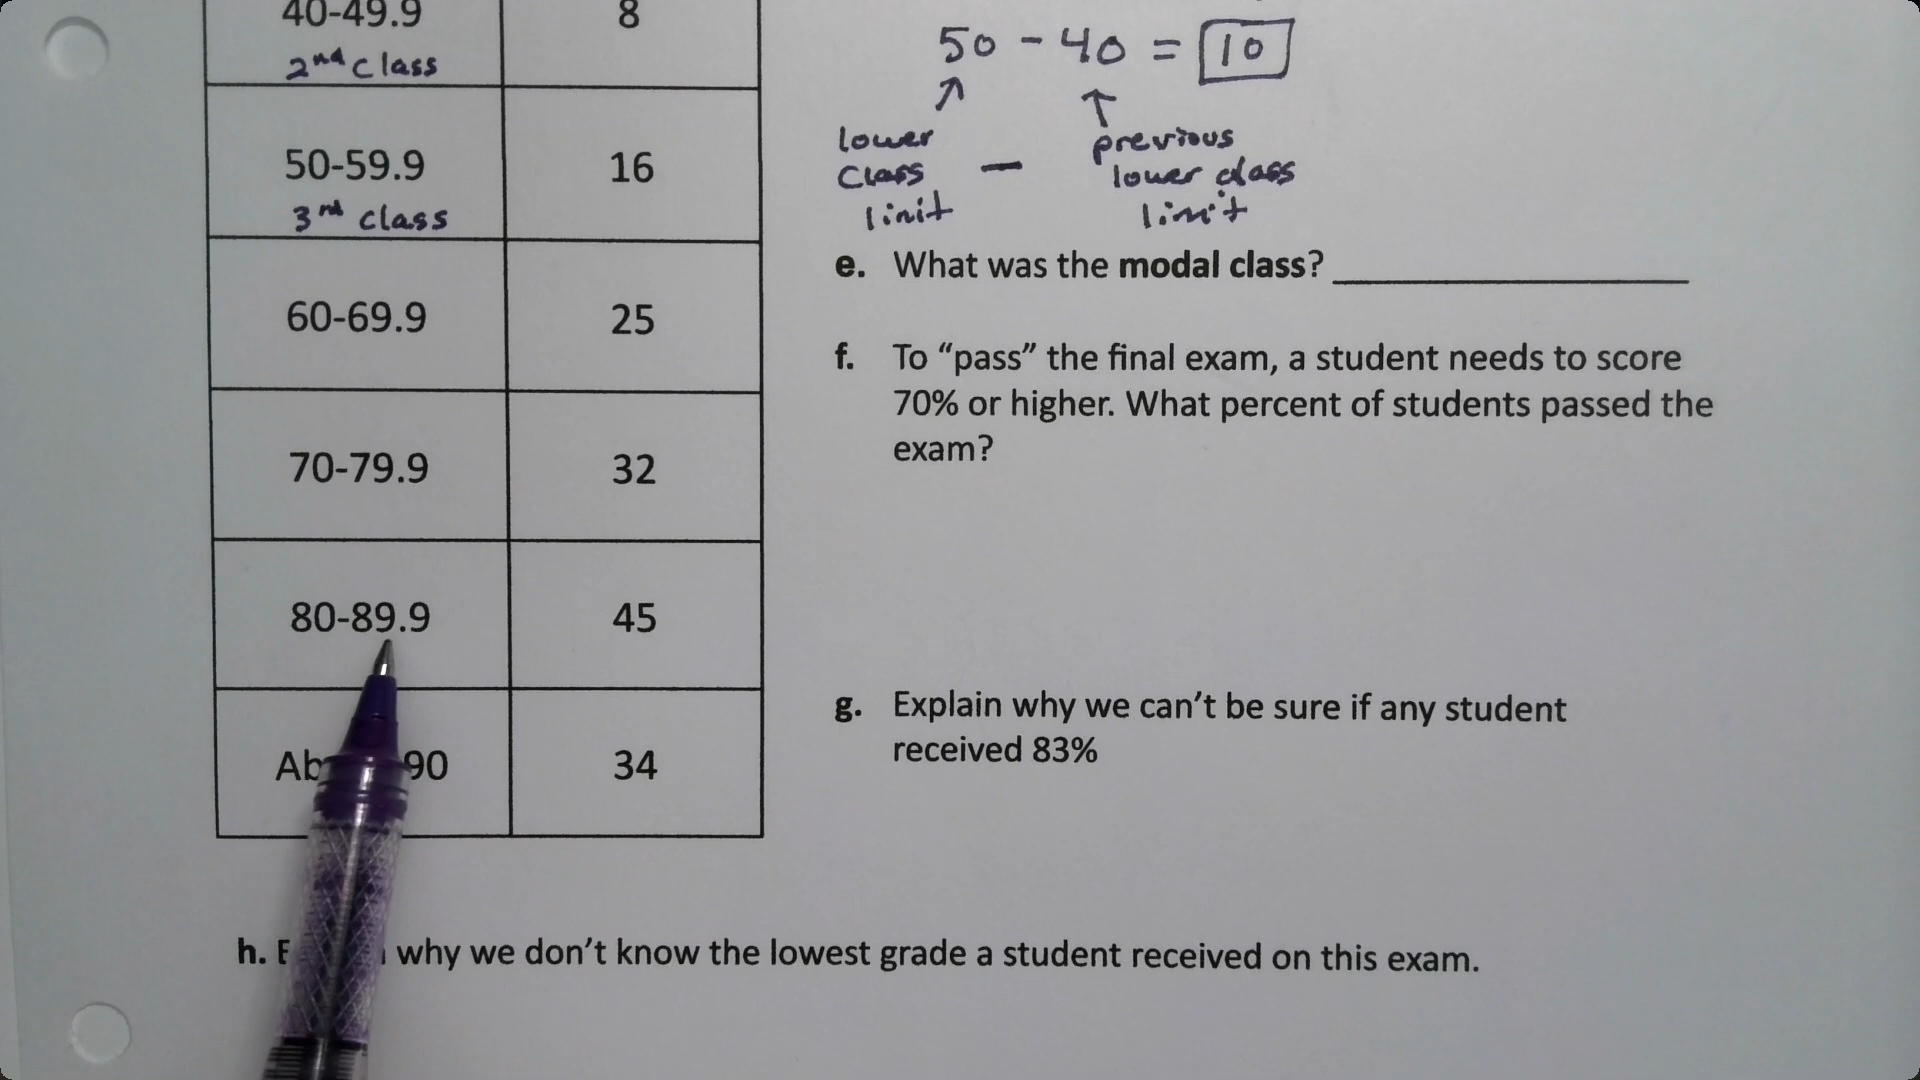 40-49.9 8
2nd class
50-59.9 16
3rd class
60-69.9 25
70-79.9 32
80-89.9 45
90 34
50 - 40 = 10
lower class limit - previous lower class limit
e. What was the modal class? 
f. To “pass” the final exam, a student needs to score
70% or higher. What percent of students passed the
exam?
g. Explain why we can’t be sure if any student
received 83%
h. why we don’t know the lowest grade a student received on this exam.